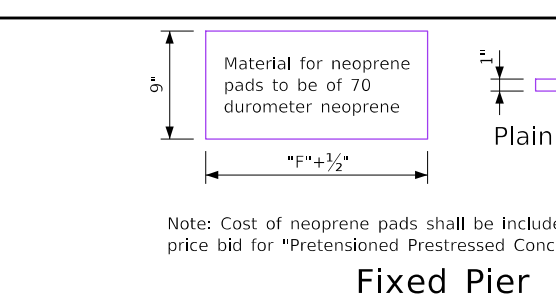 Material for neoprene
pads to be of 70
durometer neoprene
9"
1"
Plain
"F"+½"
Note: Cost of neoprene pads shall be include
price bid for "Pretensioned Prestressed Conc
Fixed Pier